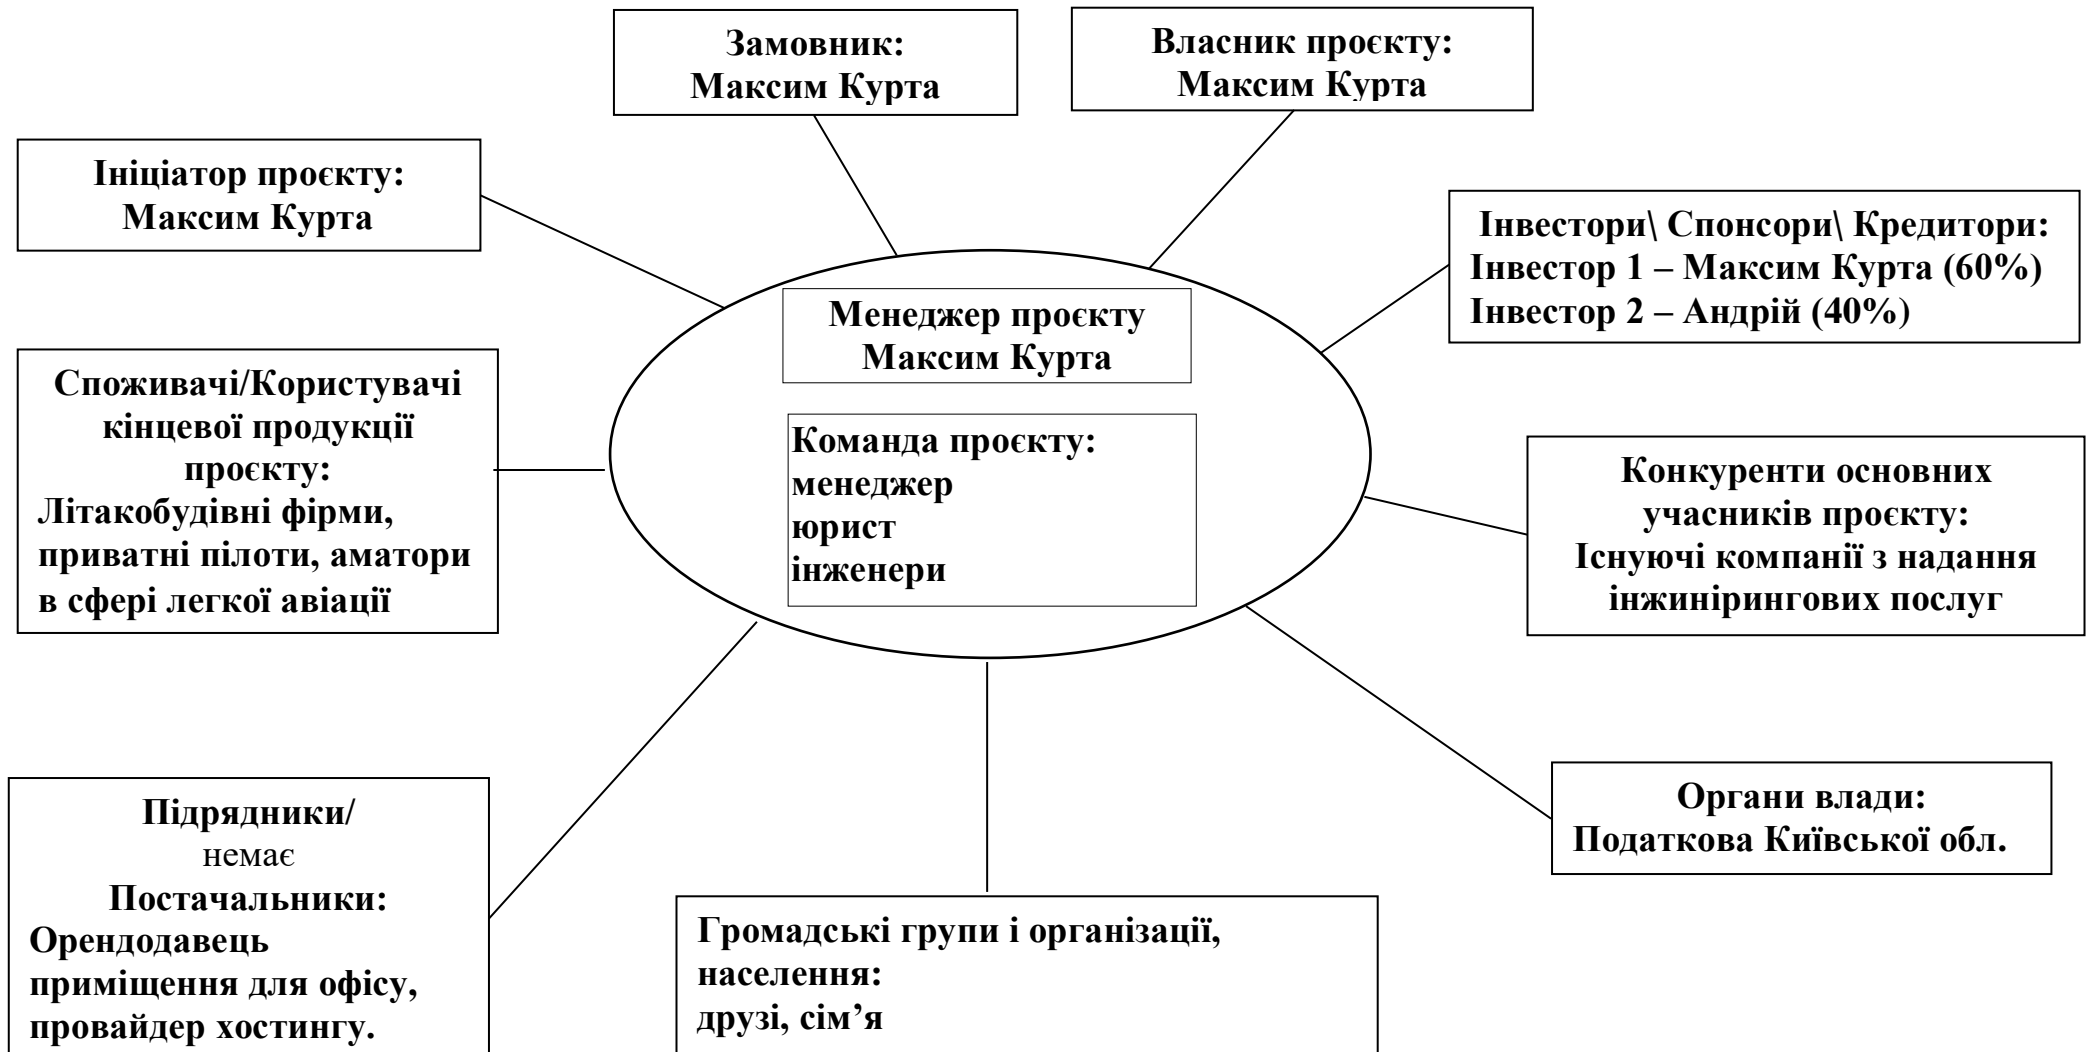 Замовник:
Максим Курта
Власник проєкту:
Максим Курта
Ініціатор проєкту:
Максим Курта
Інвестори\ Спонсори\ Кредитори:
Інвестор 1 – Максим Курта (60%)
Інвестор 2 – Андрій (40%)
Менеджер проєкту
Максим Курта
Споживачі/Користувачі
кінцевої продукції
проєкту:
Літакобудівні фірми,
приватні пілоти, аматори
в сфері легкої авіації
Команда проєкту:
менеджер
юрист
інженери
Конкуренти основних
учасників проєкту:
Існуючі компанії з надання
інжинірингових послуг
Органи влади:
Податкова Київської обл.
Підрядники/
немає
Постачальники:
Орендодавець
приміщення для офісу,
провайдер хостингу.
Громадські групи і організації,
населення:
друзі, сім’я